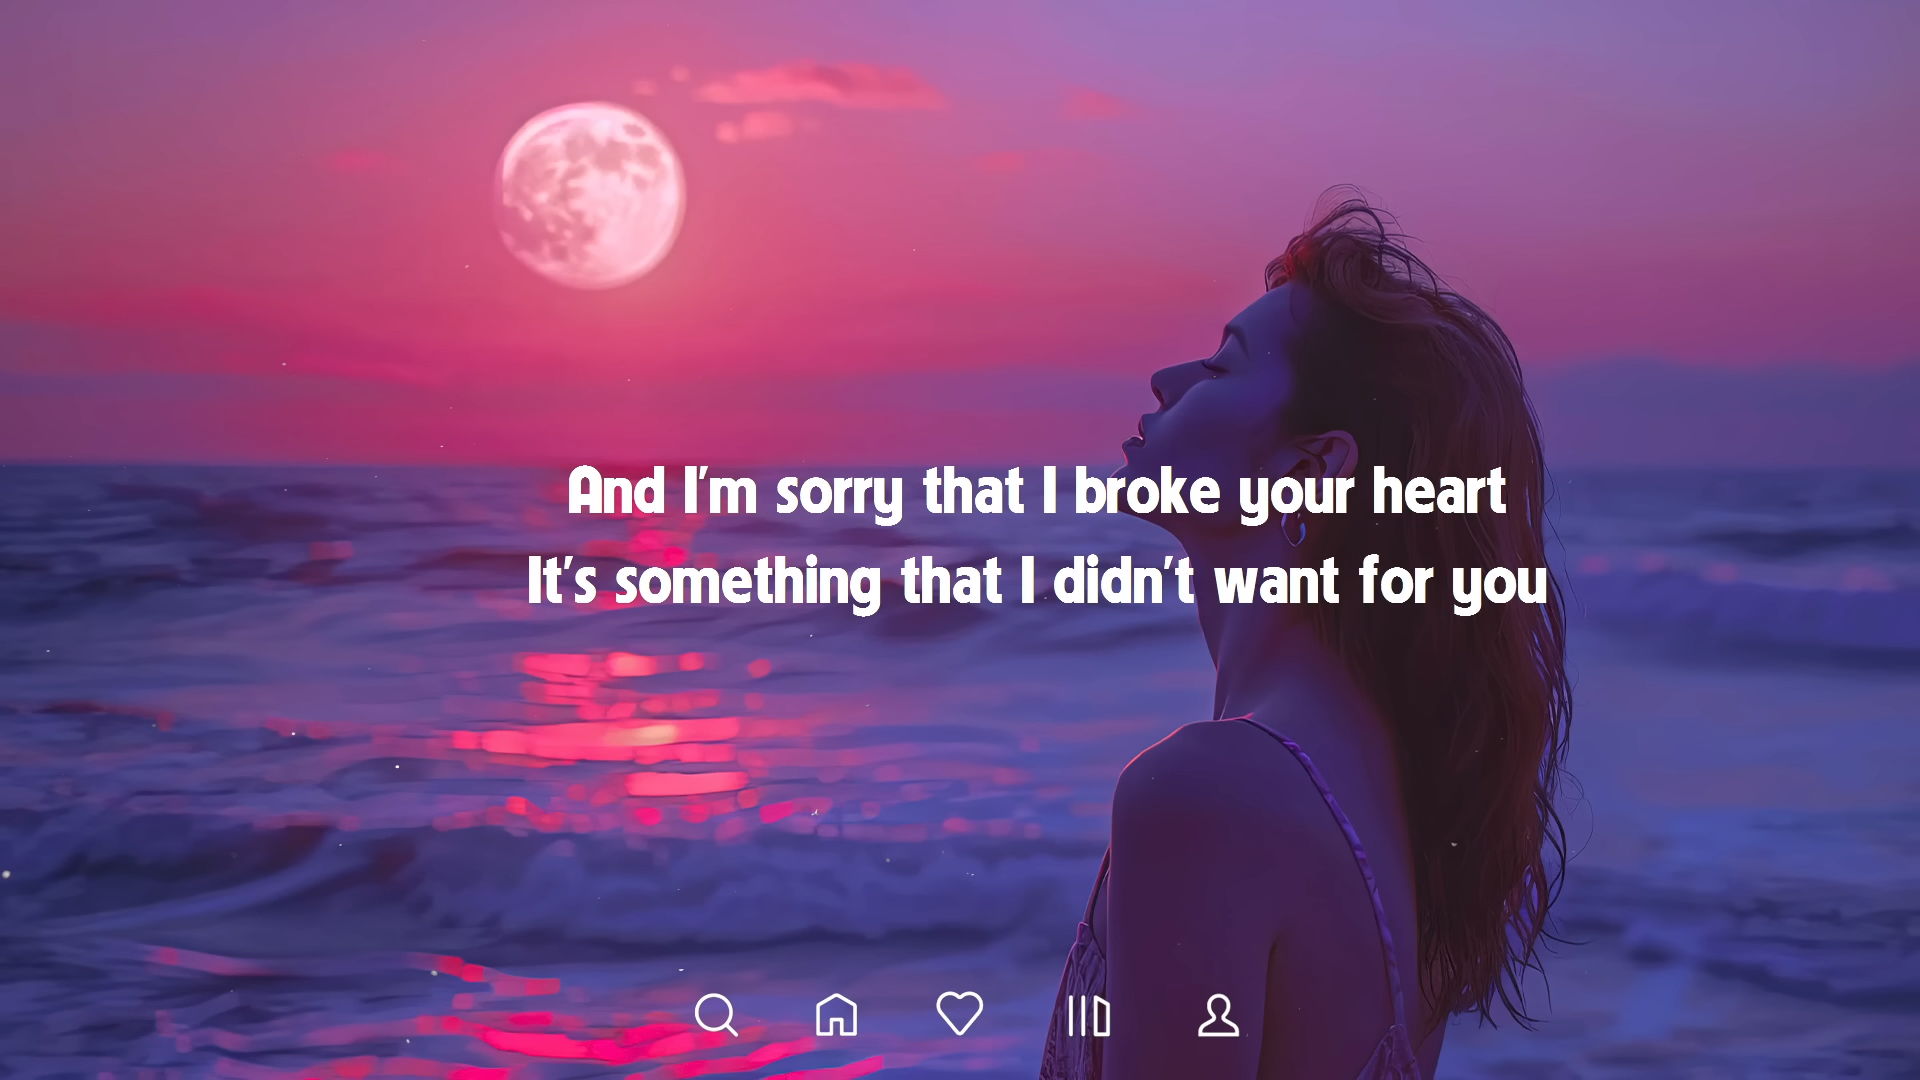 And I'm sorry that I broke your heart
It's something that I didn't want for you